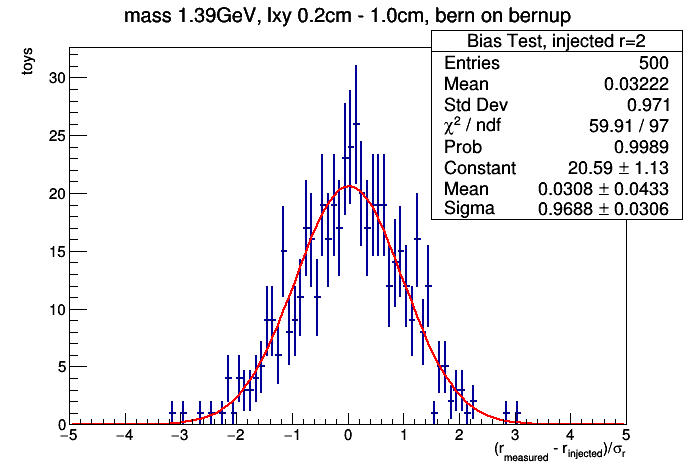 mass 1.39GeV, lxy 0.2cm - 1.0cm, bern on bernup
Bias Test, injected r=2
Entries 500
Mean 0.03222
Std Dev 0.971
χ² / ndf 59.91 / 97
Prob 0.9989
Constant 20.59 ± 1.13
Mean 0.0308 ± 0.0433
Sigma 0.9688 ± 0.0306
toys
30
25
20
15
10
5
0
−5 −4 −3 −2 −1 0 1 2 3 4 5
(r_measured - r_injected)/σ_r